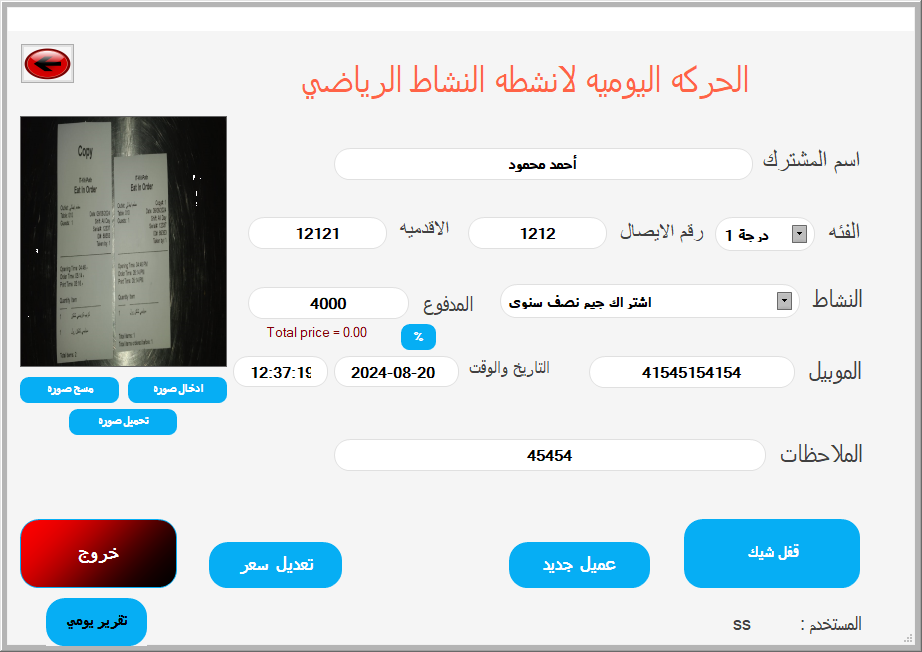 الحركه اليوميه لانشطه النشاط الرياضي
اسم المشترك أحمد محمود
الفئه درجة 1 رقم الايصال 1212 الاقدميه 12121
النشاط اشتراك جيم نصف سنوى المدفوع 4000
% Total price = 0.00
الموبيل 41545154154 التاريخ والوقت 2024-08-20 12:37:19
الملاحظات 45454
Copy
Eat in Order
Eat in Order
ادخال صوره مسح صوره
تحميل صوره
قفل شيك عميل جديد تعديل سعر خروج
تقرير يومي
المستخدم : ss